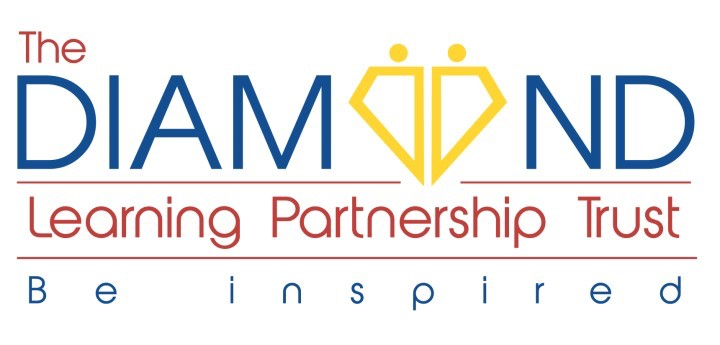 The
DIAMOND
Learning Partnership Trust
Be inspired